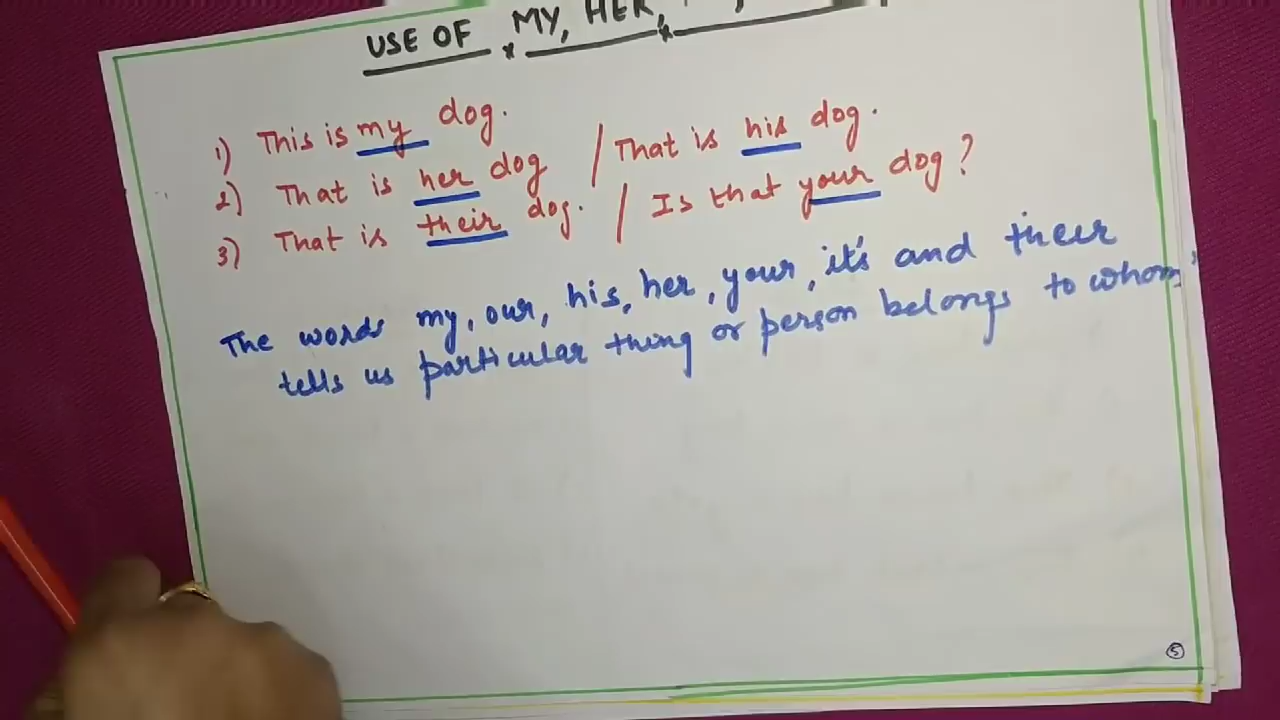 USE OF MY, HER,
1) This is my dog.
2) That is her dog / That is his dog.
3) That is their dog. / Is that your dog?
The words my, our, his, her, your, it's and their
tells us particular thing or person belongs to whom.
5